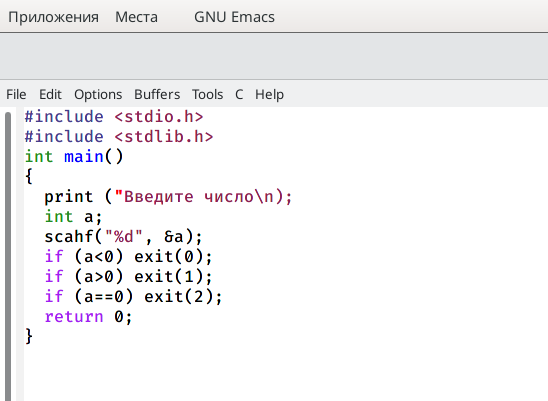 Приложения Места GNU Emacs
File Edit Options Buffers Tools C Help
#include <stdio.h>
#include <stdlib.h>
int main()
{
  print ("Введите число\n);
  int a;
  scahf("%d", &a);
  if (a<0) exit(0);
  if (a>0) exit(1);
  if (a==0) exit(2);
  return 0;
}